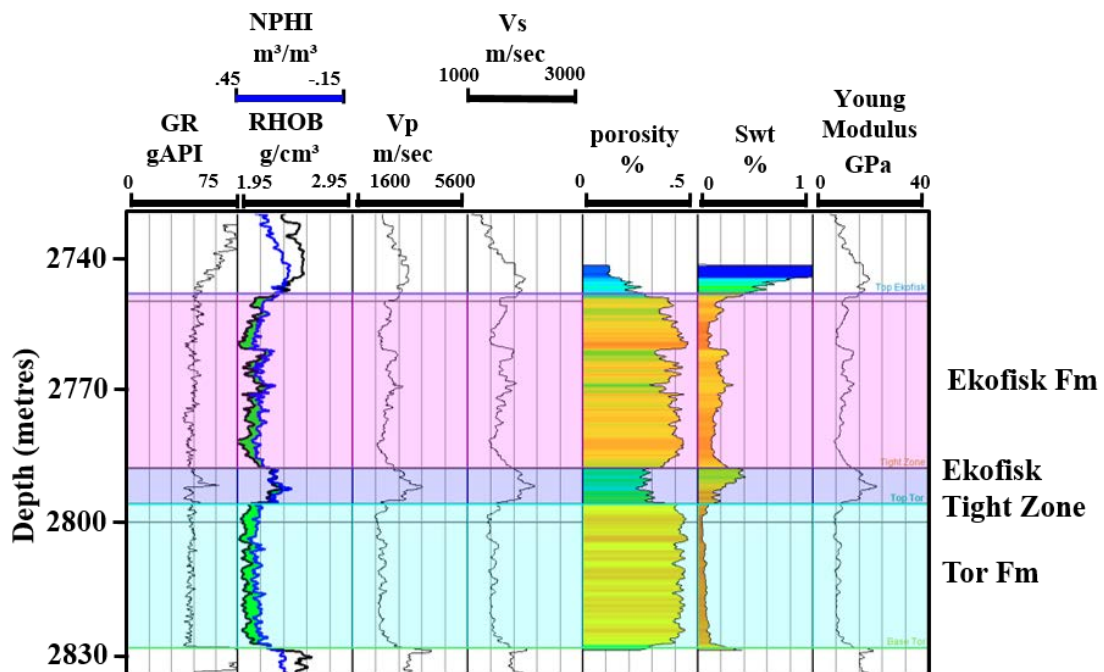 NPHI
m³/m³
.45 -.15
Vs
m/sec
1000 3000
GR
gAPI
0 75
RHOB
g/cm³
1.95 2.95
Vp
m/sec
1600 5600
porosity
%
0 .5
Swt
%
0 1
Young
Modulus
GPa
0 40
Depth (metres)
2740
2770
2800
2830
Top Ekofisk
Tight Zone
Top Tor
Base Tor
Ekofisk Fm
Ekofisk
Tight Zone
Tor Fm